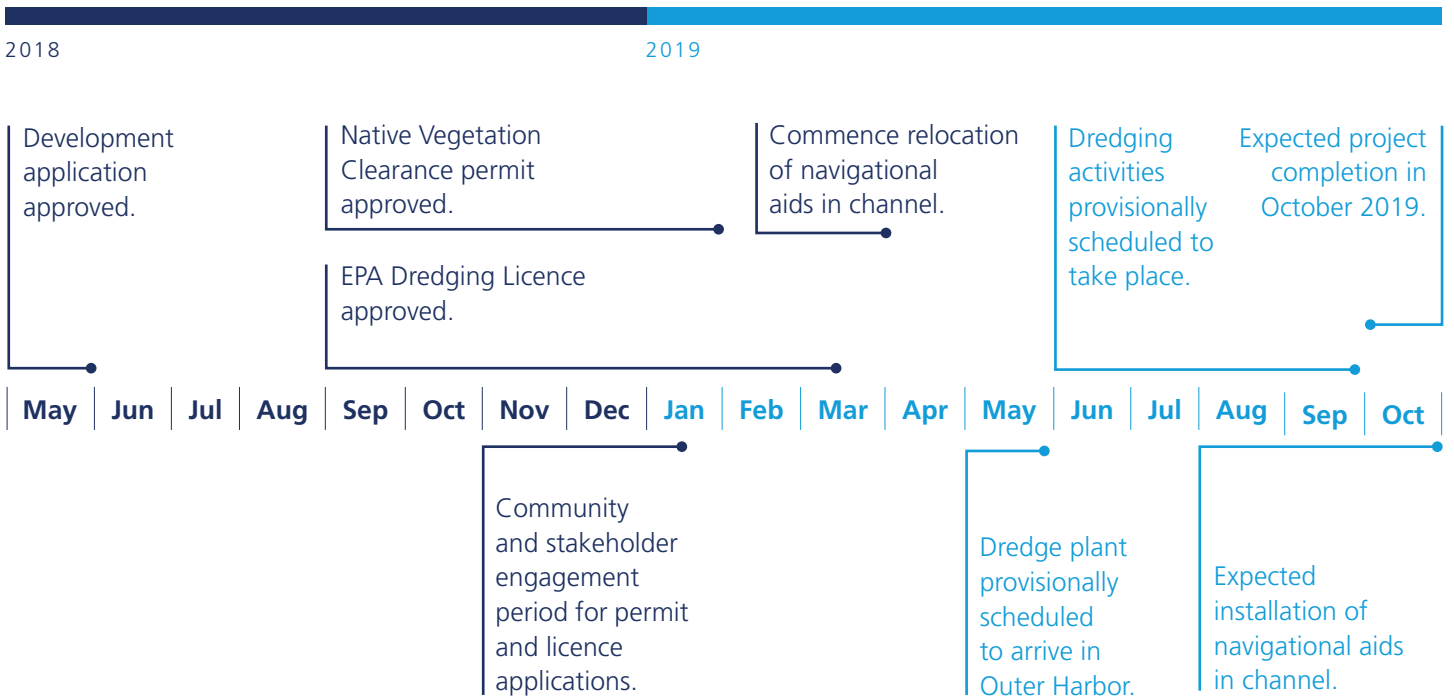 2018
2019
Development
application
approved.
Native Vegetation
Clearance permit
approved.
EPA Dredging Licence
approved.
Commence relocation
of navigational
aids in channel.
Dredging
activities
provisionally
scheduled to
take place.
Expected project
completion in
October 2019.
May Jun Jul Aug Sep Oct Nov Dec Jan Feb Mar Apr May Jun Jul Aug Sep Oct
Community
and stakeholder
engagement
period for permit
and licence
applications.
Dredge plant
provisionally
scheduled
to arrive in
Outer Harbor.
Expected
installation of
navigational aids
in channel.